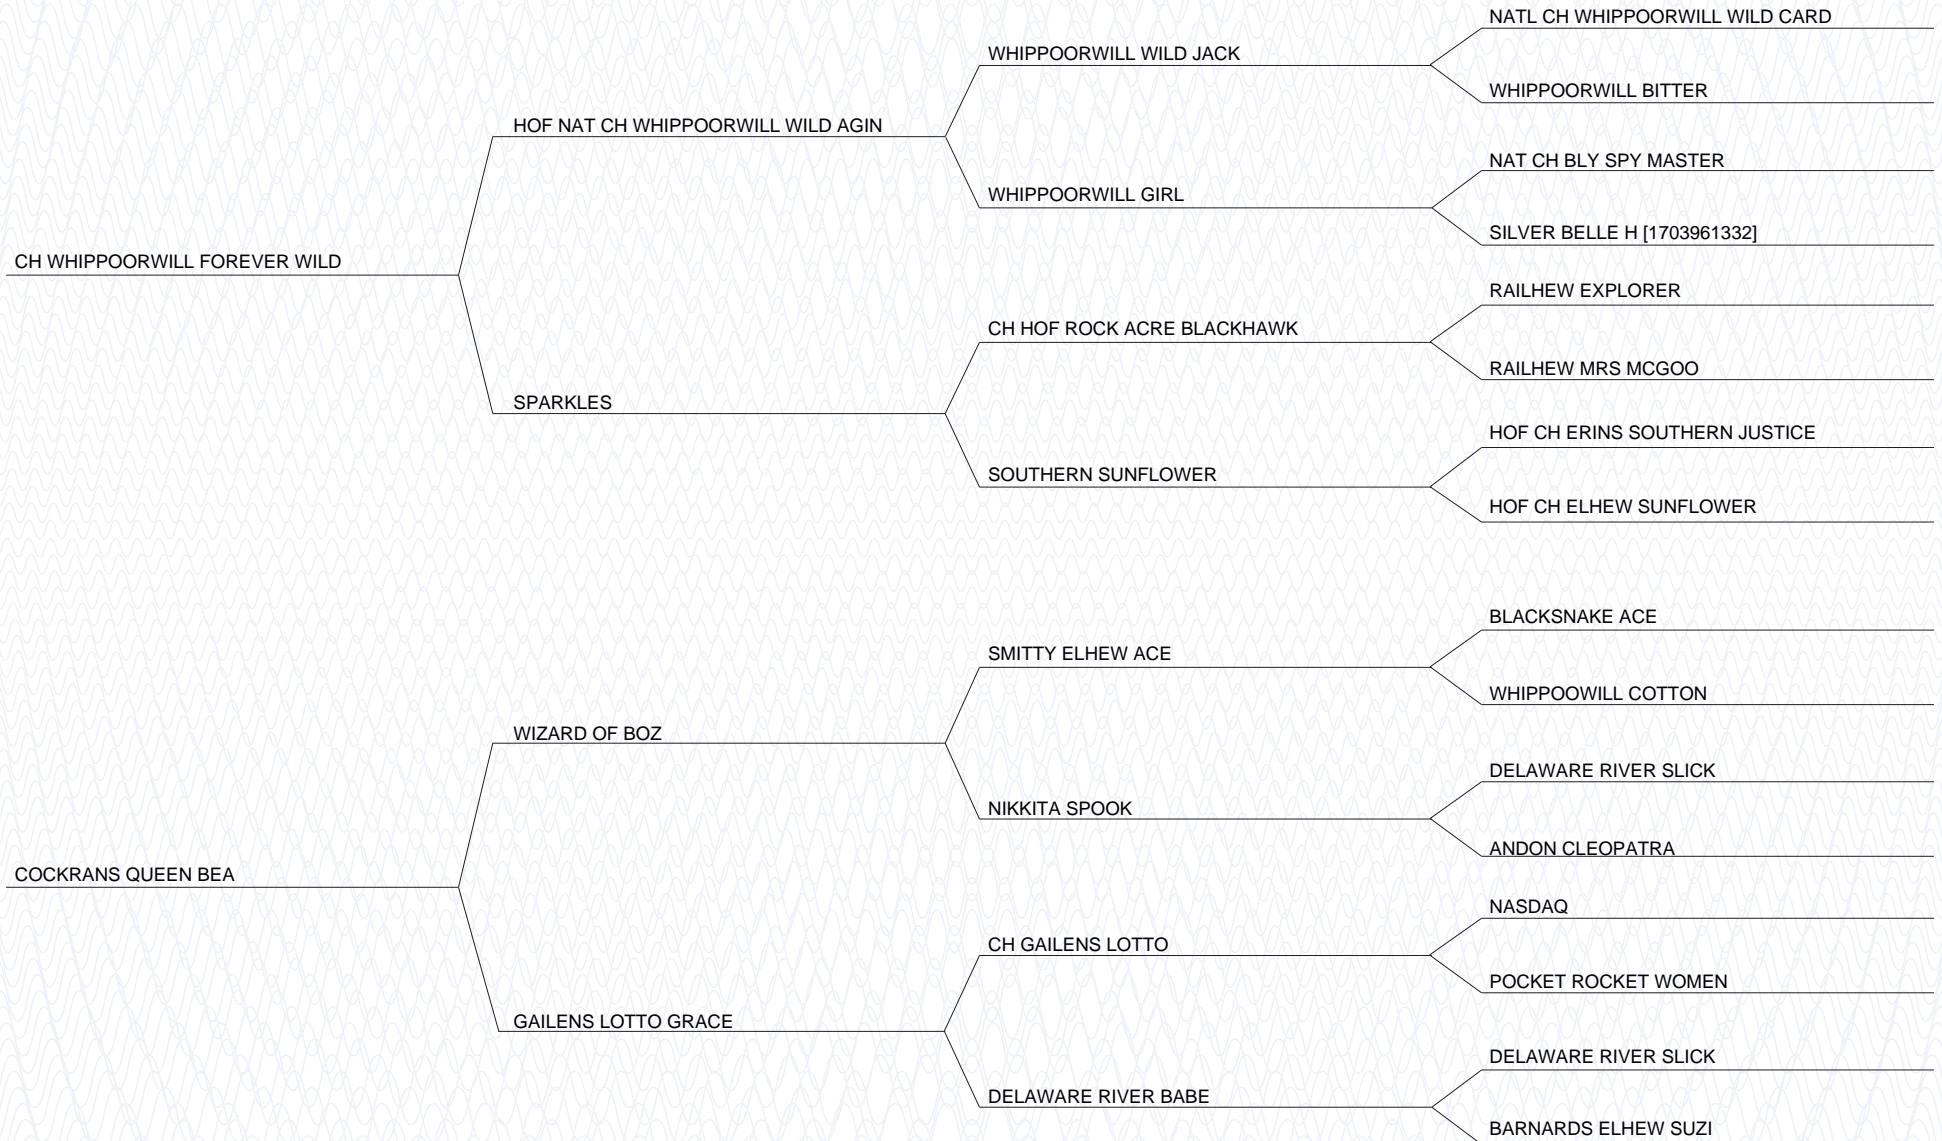 NATL CH WHIPPOORWILL WILD CARD
WHIPPOORWILL WILD JACK
WHIPPOORWILL BITTER
HOF NAT CH WHIPPOORWILL WILD AGIN
NAT CH BLY SPY MASTER
WHIPPOORWILL GIRL
SILVER BELLE H [1703961332]
CH WHIPPOORWILL FOREVER WILD
RAILHEW EXPLORER
CH HOF ROCK ACRE BLACKHAWK
RAILHEW MRS MCGOO
SPARKLES
HOF CH ERINS SOUTHERN JUSTICE
SOUTHERN SUNFLOWER
HOF CH ELHEW SUNFLOWER
BLACKSNAKE ACE
SMITTY ELHEW ACE
WHIPPOOWILL COTTON
WIZARD OF BOZ
DELAWARE RIVER SLICK
NIKKITA SPOOK
ANDON CLEOPATRA
COCKRANS QUEEN BEA
NASDAQ
CH GAILENS LOTTO
POCKET ROCKET WOMEN
GAILENS LOTTO GRACE
DELAWARE RIVER SLICK
DELAWARE RIVER BABE
BARNARDS ELHEW SUZI